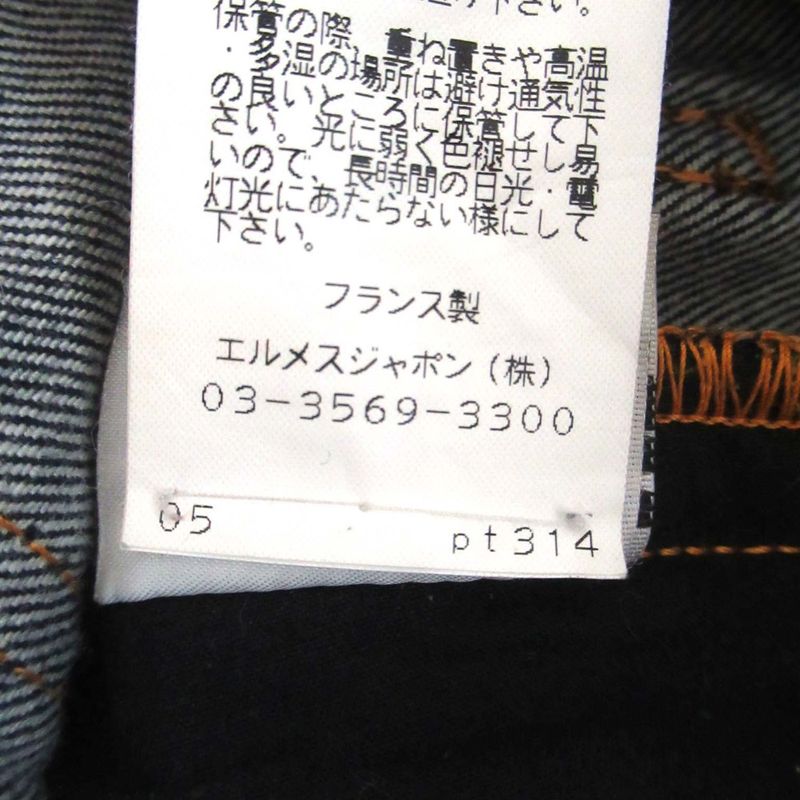 下さい。
保管の際、重ね置きや高温
・多湿の場所は避け通気性
の良いところに保管して下
さい。光に弱く色褪せし易
いので、長時間の日光・電
灯光にあたらない様にして
下さい。
フランス製
エルメスジャポン（株）
03-3569-3300
05 pt314